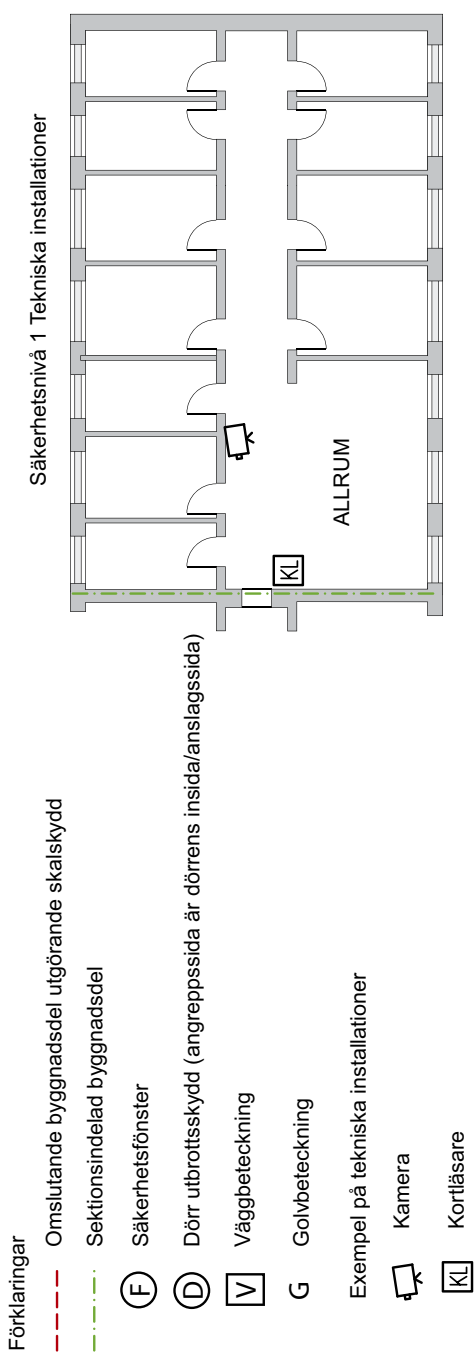 Säkerhetsnivå 1 Tekniska installationer
ALLRUM
KL
Förklaringar
Omslutande byggnadsdel utgörande skalskydd
Sektionsindelad byggnadsdel
F Säkerhetsfönster
D Dörr utbrottsskydd (angreppssida är dörrens insida/anslagssida)
V Väggbeteckning
G Golvbeteckning
Exempel på tekniska installationer
Kamera
KL Kortläsare